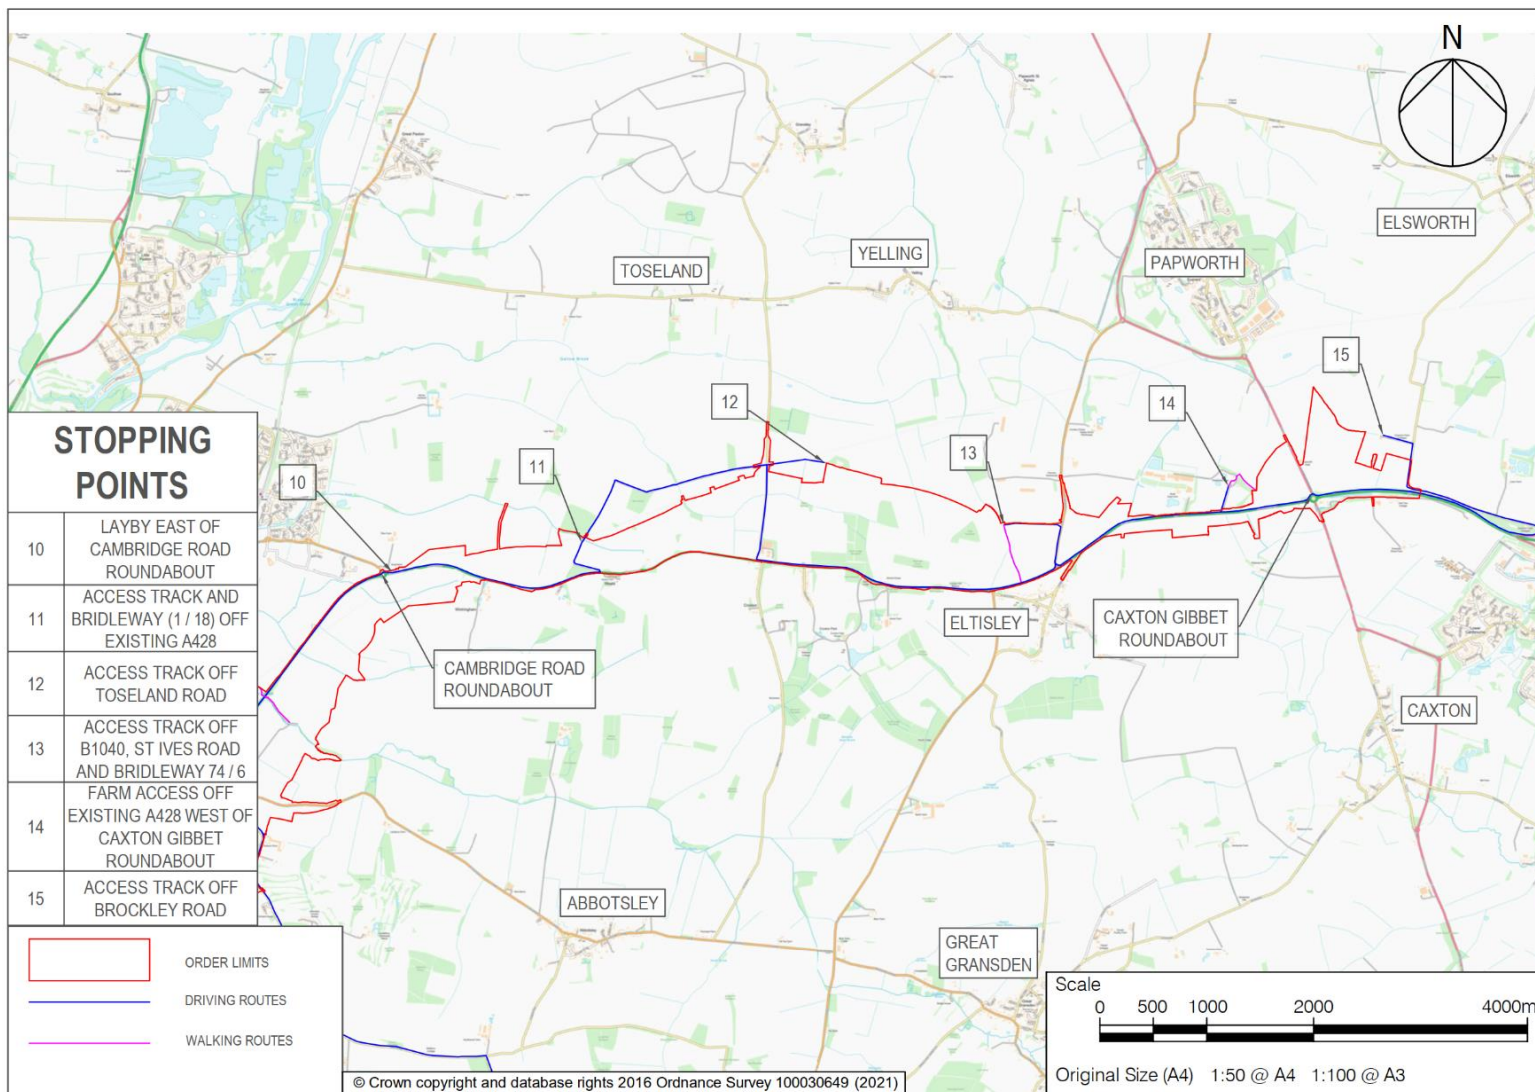 N
ELSWORTH
YELLING
PAPWORTH
TOSELAND
15
12
14
13
11
10
STOPPING
POINTS
10
LAYBY EAST OF
CAMBRIDGE ROAD
ROUNDABOUT
11
ACCESS TRACK AND
BRIDLEWAY (1 / 18) OFF
EXISTING A428
12
ACCESS TRACK OFF
TOSELAND ROAD
13
ACCESS TRACK OFF
B1040, ST IVES ROAD
AND BRIDLEWAY 74 / 6
14
FARM ACCESS OFF
EXISTING A428 WEST OF
CAXTON GIBBET
ROUNDABOUT
15
ACCESS TRACK OFF
BROCKLEY ROAD
ORDER LIMITS
DRIVING ROUTES
WALKING ROUTES
ELTISLEY
CAXTON GIBBET
ROUNDABOUT
CAMBRIDGE ROAD
ROUNDABOUT
CAXTON
ABBOTSLEY
GREAT
GRANSDEN
Scale
0 500 1000 2000 4000m
Original Size (A4) 1:50 @ A4 1:100 @ A3
© Crown copyright and database rights 2016 Ordnance Survey 100030649 (2021)